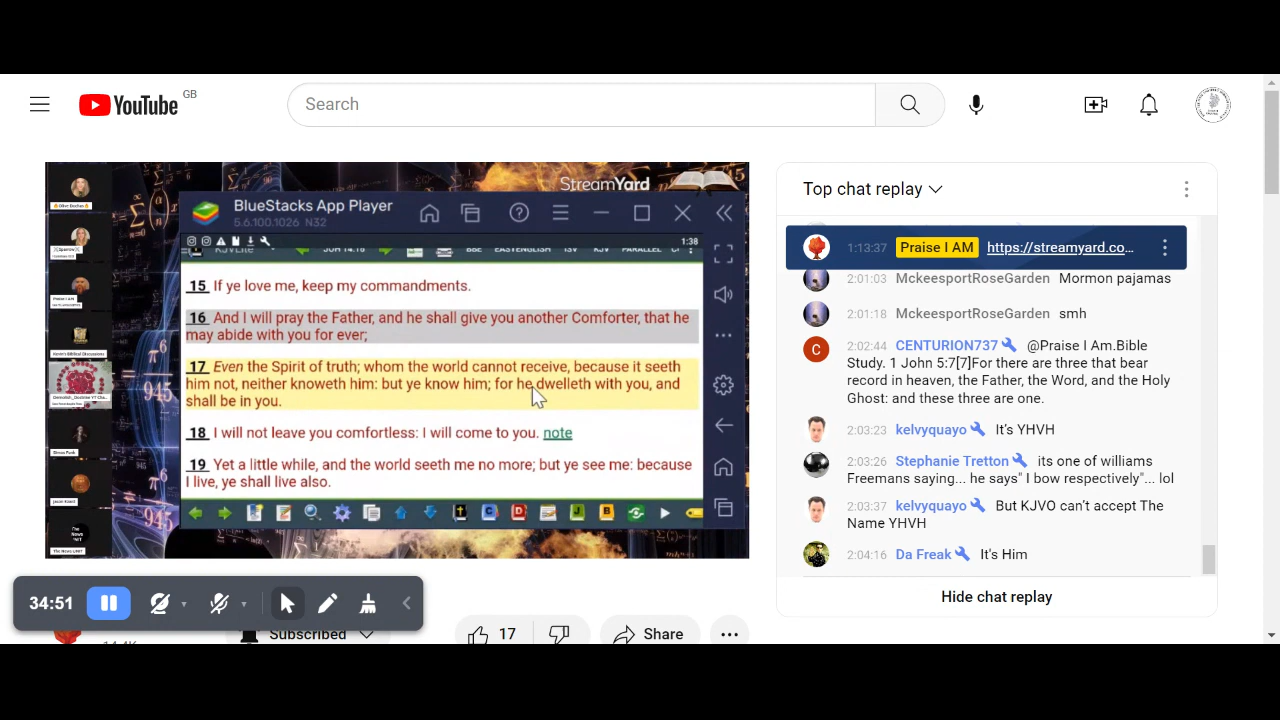 YouTube GB
Search
StreamYard
BlueStacks App Player
5.6.100.1026 N32
1:38
15 If ye love me, keep my commandments.
16 And I will pray the Father, and he shall give you another Comforter, that he
may abide with you for ever;
17 Even the Spirit of truth; whom the world cannot receive, because it seeth
him not, neither knoweth him: but ye know him; for he dwelleth with you, and
shall be in you.
18 I will not leave you comfortless: I will come to you. note
19 Yet a little while, and the world seeth me no more; but ye see me: because
I live, ye shall live also.
Top chat replay
1:13:37 Praise I AM https://streamyard.co...
2:01:03 MckeesportRoseGarden Mormon pajamas
2:01:18 MckeesportRoseGarden smh
2:02:44 CENTURION737 @Praise I Am.Bible
Study. 1 John 5:7[7]For there are three that bear
record in heaven, the Father, the Word, and the Holy
Ghost: and these three are one.
2:03:23 kelvyquayo It's YHVH
2:03:26 Stephanie Tretton its one of williams
Freemans saying... he says" I bow respectively"... lol
2:03:37 kelvyquayo But KJVO can't accept The
Name YHVH
2:04:16 Da Freak It's Him
Hide chat replay
34:51
Subscribed
17
Share